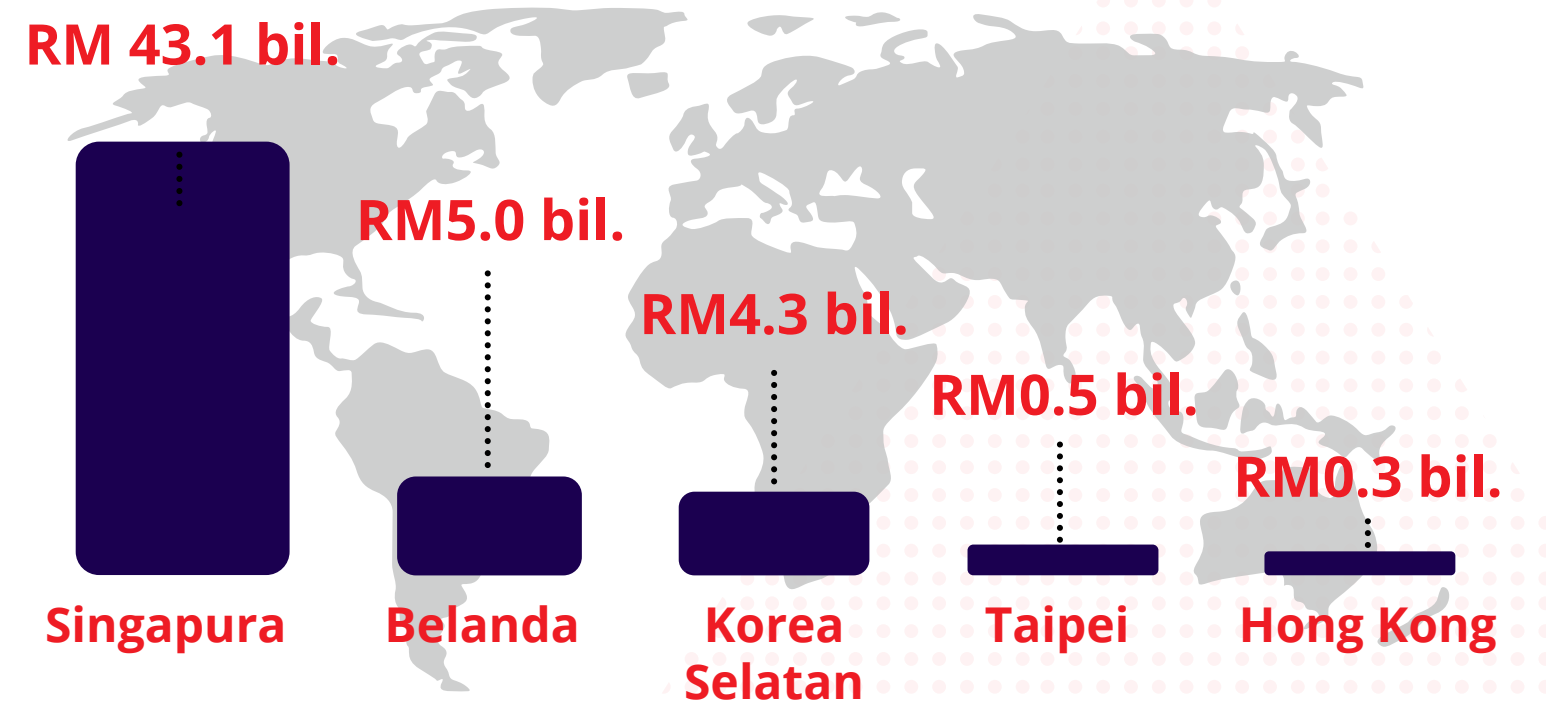 RM 43.1 bil.
RM5.0 bil.
RM4.3 bil.
RM0.5 bil.
RM0.3 bil.
Singapura
Belanda
Korea
Selatan
Taipei
Hong Kong